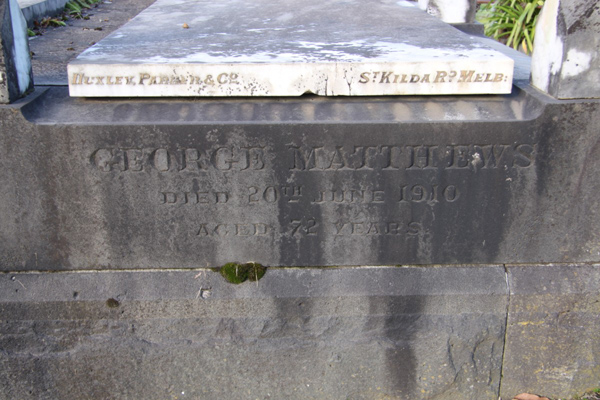 HUXLEY, PARKER & CO. ST KILDA RD. MELB.
GEORGE MATTHEWS
DIED 20TH JUNE 1910
AGED 72 YEARS.